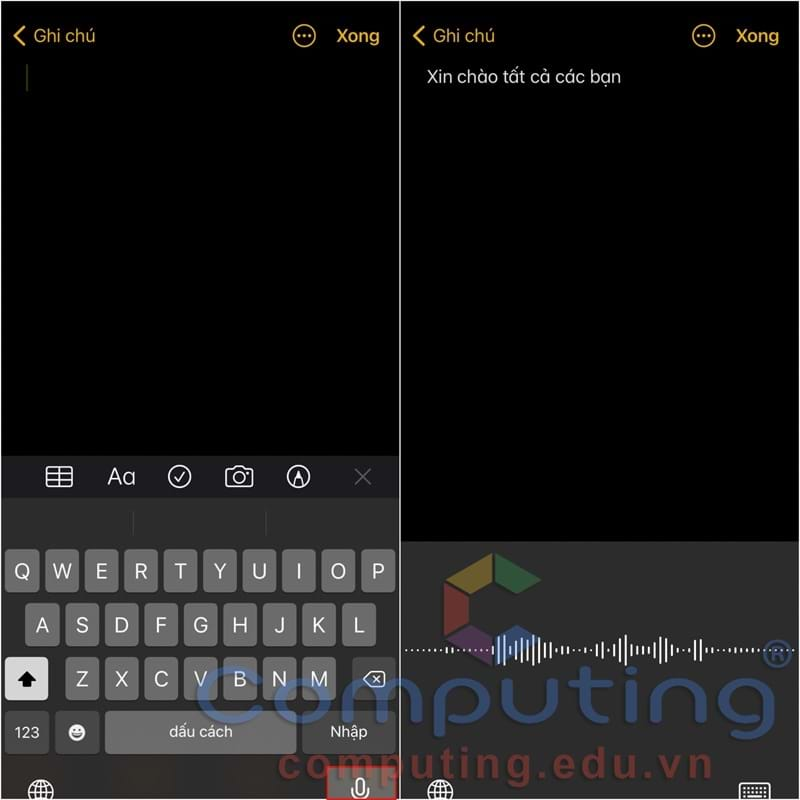 Ghi chú
Xong
Aa
Q W E R T Y U I O P
A S D F G H J K L
Z X C V B N M
123
dấu cách
Nhập
Ghi chú
Xong
Xin chào tất cả các bạn
Computing®
computing.edu.vn